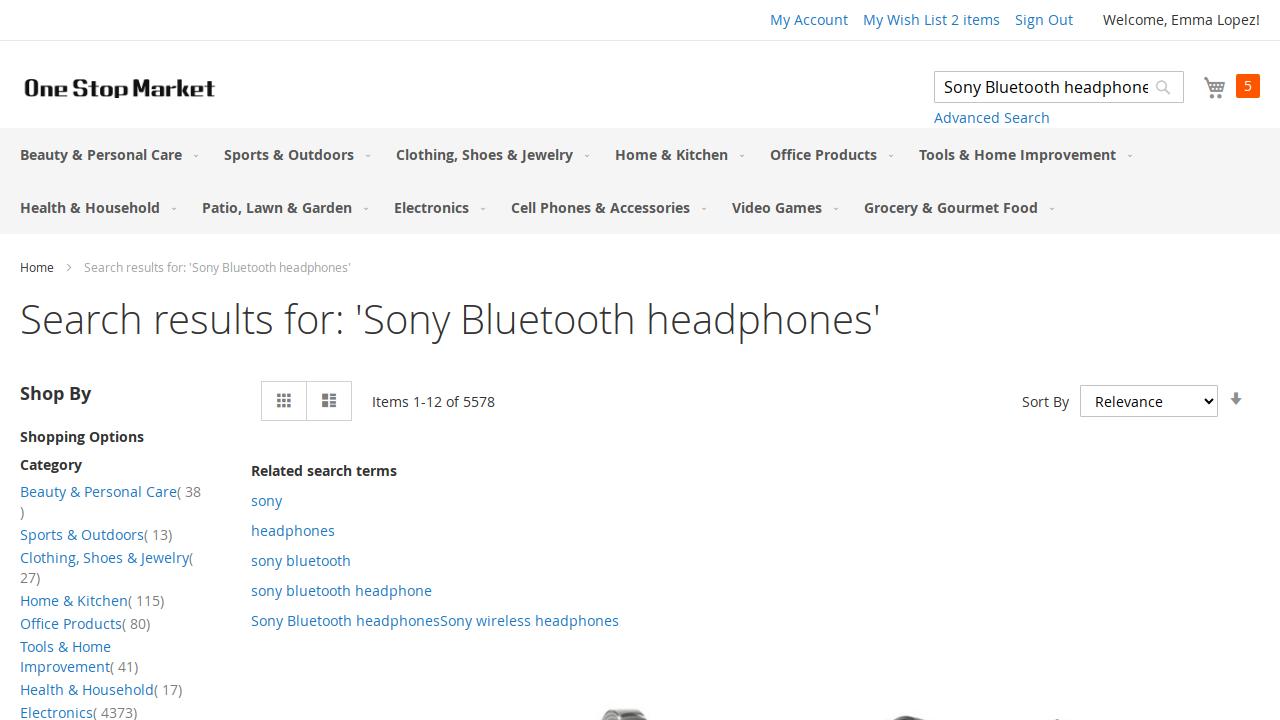 My Account My Wish List 2 items Sign Out Welcome, Emma Lopez!
One Stop Market
Sony Bluetooth headphone
5
Advanced Search
Beauty & Personal Care Sports & Outdoors Clothing, Shoes & Jewelry Home & Kitchen Office Products Tools & Home Improvement
Health & Household Patio, Lawn & Garden Electronics Cell Phones & Accessories Video Games Grocery & Gourmet Food
Home Search results for: 'Sony Bluetooth headphones'
Search results for: 'Sony Bluetooth headphones'
Shop By
Items 1-12 of 5578
Sort By Relevance
Shopping Options
Category
Beauty & Personal Care( 38
)
Sports & Outdoors( 13)
Clothing, Shoes & Jewelry(
27)
Home & Kitchen( 115)
Office Products( 80)
Tools & Home
Improvement( 41)
Health & Household( 17)
Electronics( 4373)
Related search terms
sony
headphones
sony bluetooth
sony bluetooth headphone
Sony Bluetooth headphonesSony wireless headphones